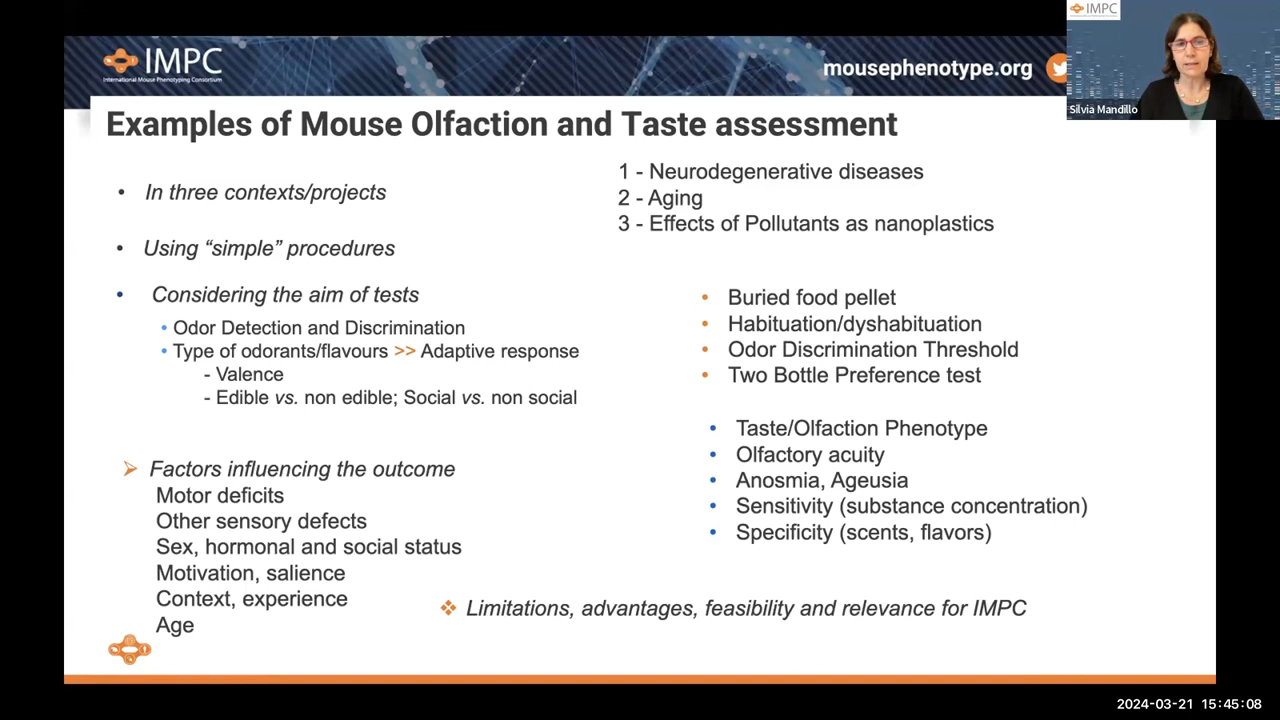 IMPC
International Mouse Phenotyping Consortium
mousephenotype.org
IMPC
Silvia Mandillo
Examples of Mouse Olfaction and Taste assessment
• In three contexts/projects
1 - Neurodegenerative diseases
2 - Aging
3 - Effects of Pollutants as nanoplastics
• Using “simple” procedures
• Considering the aim of tests
• Odor Detection and Discrimination
• Type of odorants/flavours >> Adaptive response
- Valence
- Edible vs. non edible; Social vs. non social
• Buried food pellet
• Habituation/dyshabituation
• Odor Discrimination Threshold
• Two Bottle Preference test
• Taste/Olfaction Phenotype
• Olfactory acuity
• Anosmia, Ageusia
• Sensitivity (substance concentration)
• Specificity (scents, flavors)
➢ Factors influencing the outcome
Motor deficits
Other sensory defects
Sex, hormonal and social status
Motivation, salience
Context, experience
Age
❖ Limitations, advantages, feasibility and relevance for IMPC
2024-03-21 15:45:08